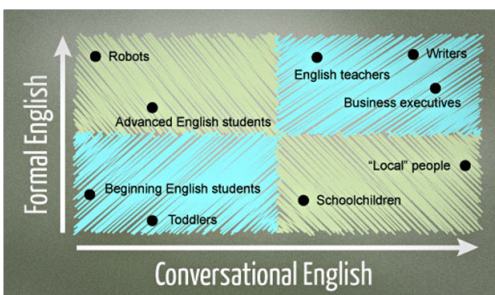 Robots
Writers
English teachers
Business executives
Advanced English students
"Local" people
Beginning English students
Schoolchildren
Toddlers
Formal English
Conversational English